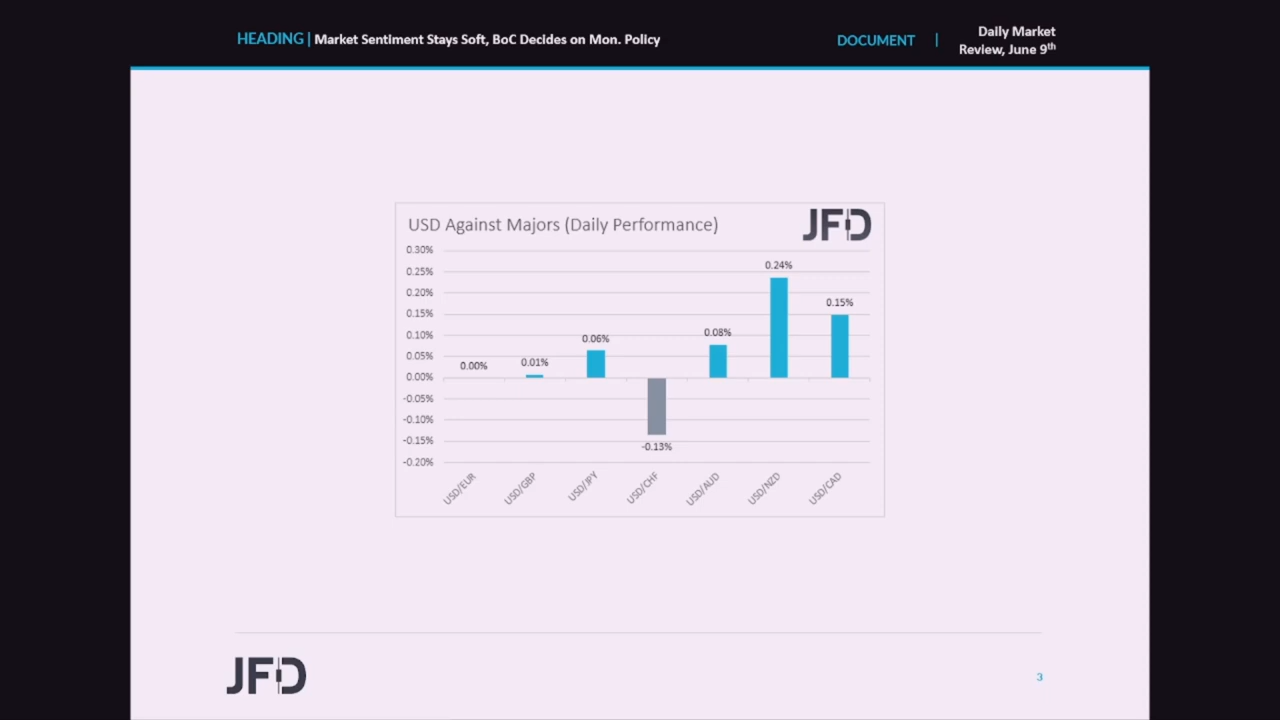 HEADING | Market Sentiment Stays Soft, BoC Decides on Mon. Policy
DOCUMENT |
Daily Market
Review, June 9th
USD Against Majors (Daily Performance)
JFD
0.30%
0.25%
0.20%
0.15%
0.10%
0.05%
0.00%
-0.05%
-0.10%
-0.15%
-0.20%
0.00%
0.01%
0.06%
-0.13%
0.08%
0.24%
0.15%
USD/EUR
USD/GBP
USD/JPY
USD/CHF
USD/AUD
USD/NZD
USD/CAD
JFD
3